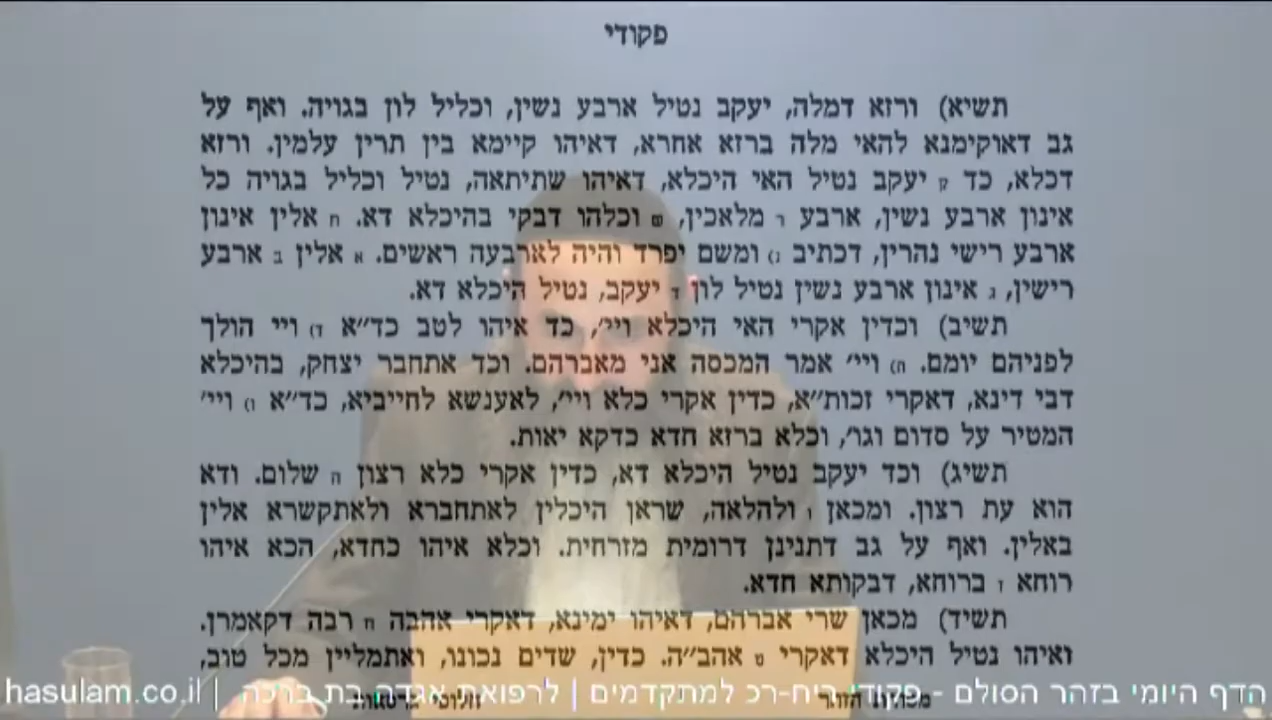 פקודי
תשיא) ורזא דמלה, יעקב נטיל ארבע נשין, וכליל לון בגויה. ואף על
גב דאוקימנא להאי מלה ברזא אחרא, דאיהו קיימא בין תרין עלמין. ורזא
דכלא, כד ק יעקב נטיל האי היכלא, דאיהו שתיתאה, נטיל וכליל בגויה כל
אינון ארבע נשין, ארבע ר מלאכין, ש וכלהו דבקי בהיכלא דא. ת אלין אינון
ארבע רישי נהרין, דכתיב ג) ומשם יפרד והיה לארבעה ראשים. א אלין ב ארבע
רישין, ג אינון ארבע נשין נטיל לון ד יעקב, נטיל היכלא דא.
תשיב) וכדין אקרי האי היכלא ויי׳, כד איהו לטב כד״א ד) ויי הולך
לפניהם יומם. ה) ויי׳ אמר המכסה אני מאברהם. וכד אתחבר יצחק, בהיכלא
דבי דינא, דאקרי זכות״א, כדין אקרי כלא ויי׳, לאענשא לחייביא, כד״א ו) ויי׳
המטיר על סדום וגו׳, וכלא ברזא חדא כדקא יאות.
תשיג) וכד יעקב נטיל היכלא דא, כדין אקרי כלא רצון ה שלום. ודא
הוא עת רצון. ומכאן ו ולהלאה, שראן היכלין לאתחברא ולאתקשרא אלין
באלין. ואף על גב דתנינן דרומית מזרחית. וכלא איהו כחדא, הכא איהו
רוחא ז ברוחא, דבקותא חדא.
תשיד) מכאן שרי אברהם, דאיהו ימינא, דאקרי אהבה ח רבה דקאמרן.
ואיהו נטיל היכלא דאקרי ט אהב״ה. כדין, שדים נכונו, ואתמליין מכל טוב,
הדף היומי בזהר הסולם - פקודי ריח-רכ למתקדמים | לרפואת אגדה בת ברכה | hasulam.co.il